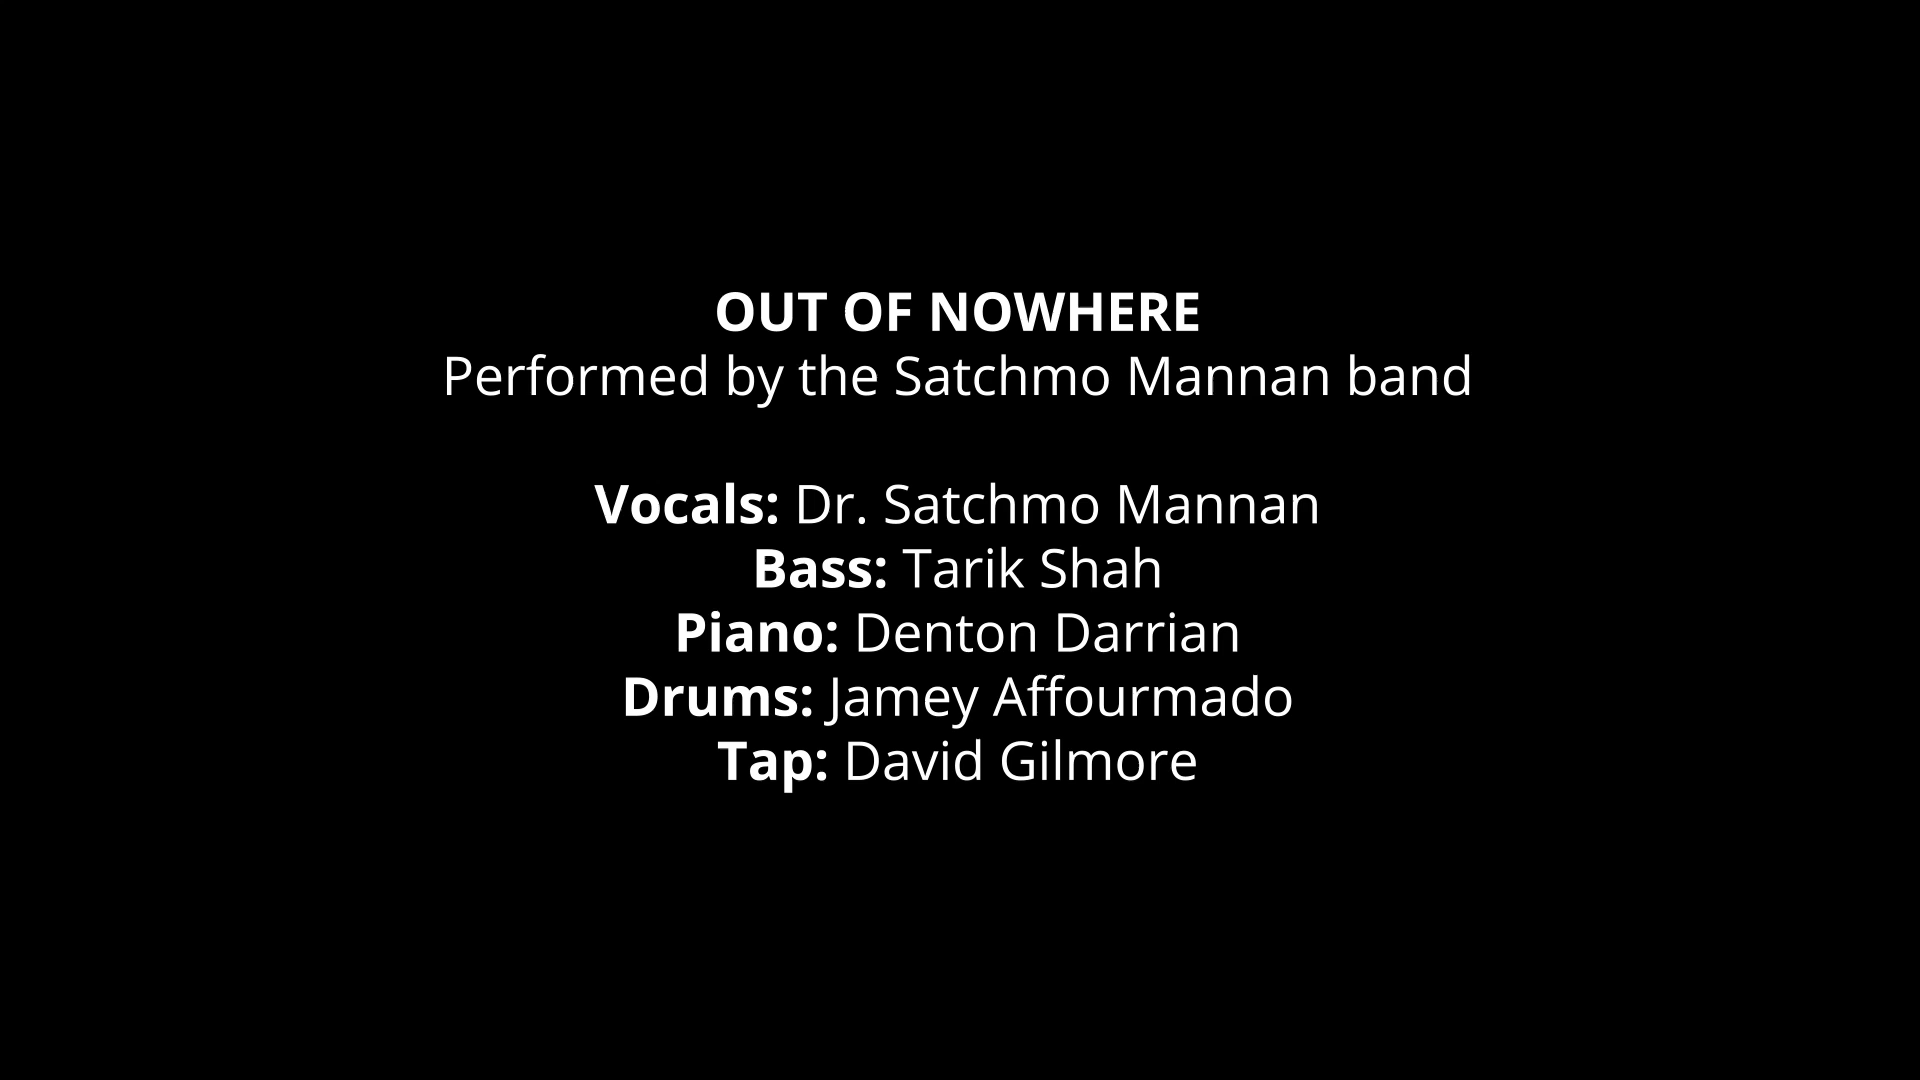 OUT OF NOWHERE
Performed by the Satchmo Mannan band
Vocals: Dr. Satchmo Mannan
Bass: Tarik Shah
Piano: Denton Darrian
Drums: Jamey Affourmado
Tap: David Gilmore